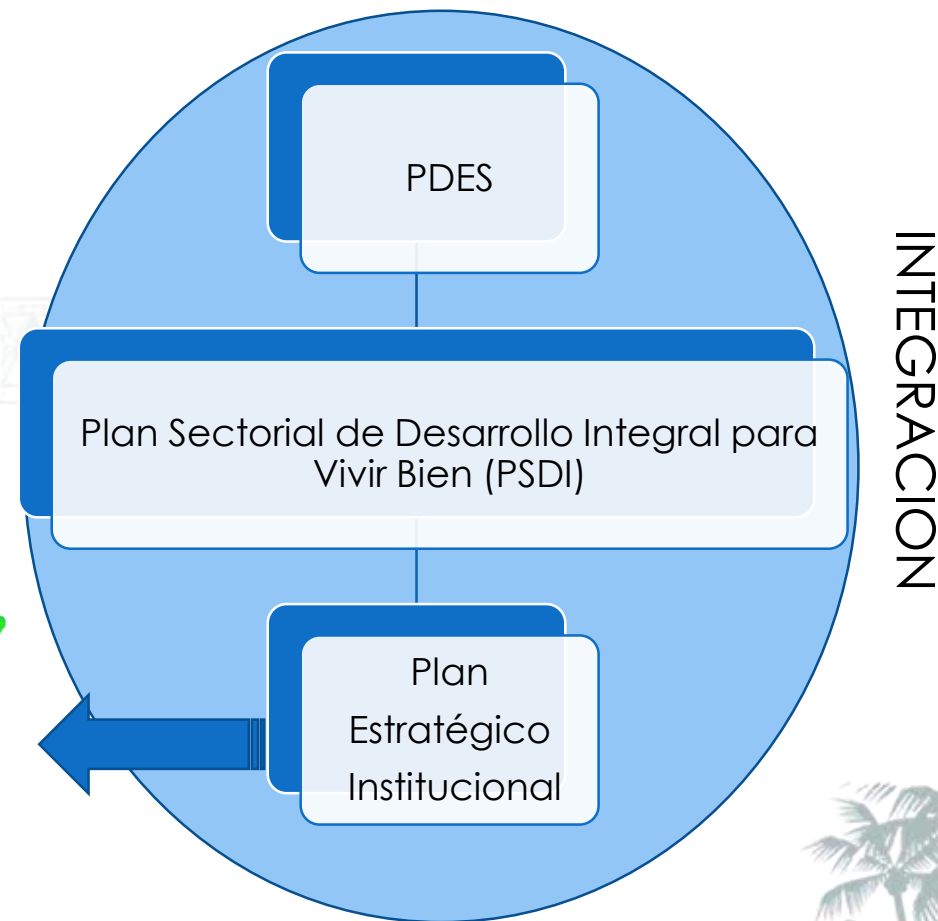 PDES
Plan Sectorial de Desarrollo Integral para
Vivir Bien (PSDI)
Plan
Estratégico
Institucional
INTEGRACION